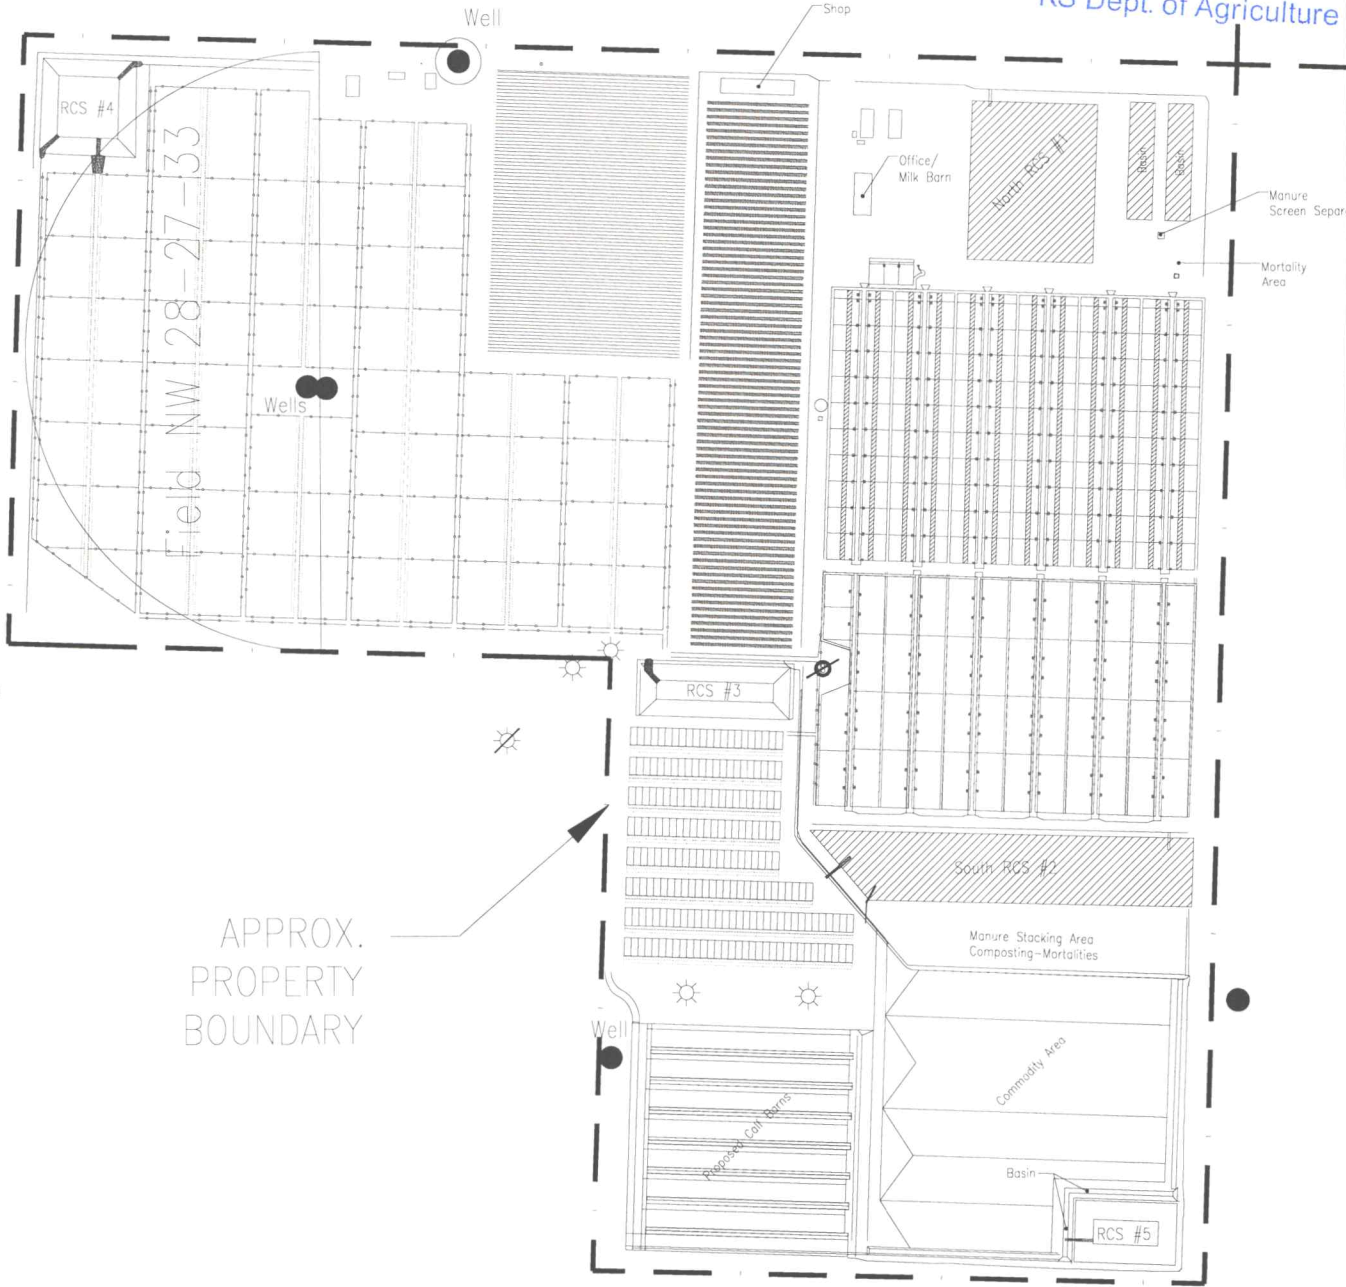 KS Dept. of Agriculture
Well
Shop
RCS #4
Office/
Milk Barn
North RCS #1
Basin
Basin
Manure
Screen Separ
Mortality
Area
Field NW 28-27-33
Wells
RCS #3
South RCS #2
APPROX.
PROPERTY
BOUNDARY
Manure Stacking Area
Composting-Mortalities
Well
Commodity Area
Proposed Calf Barns
Basin
RCS #5